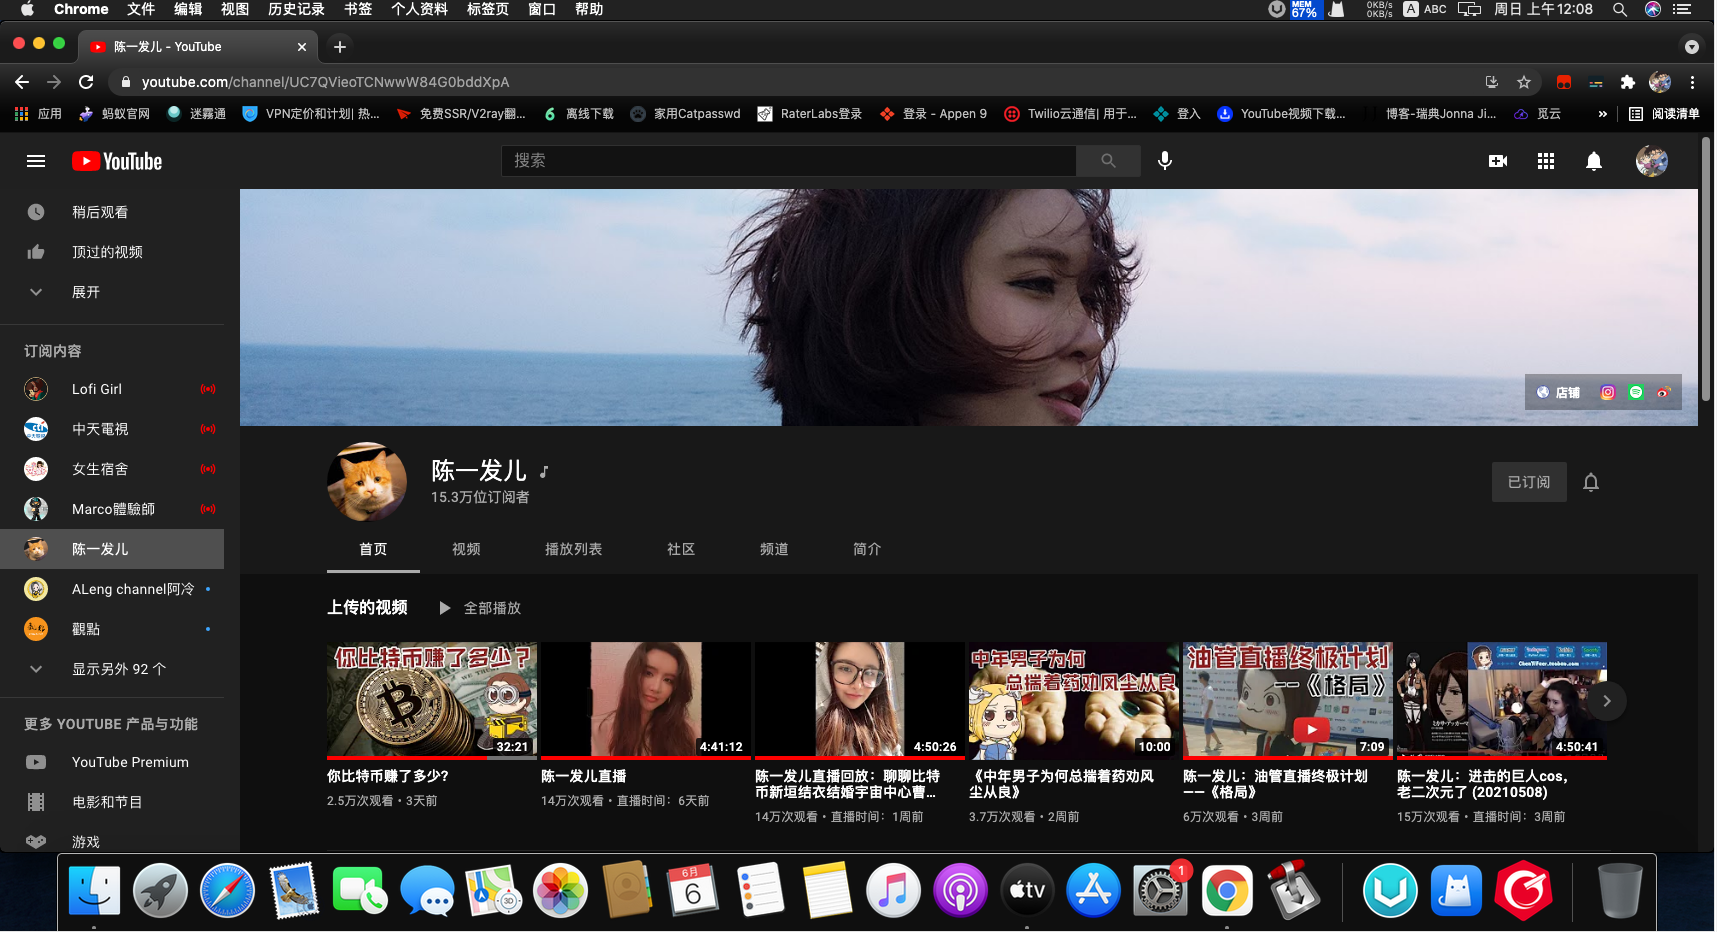 Chrome 文件 编辑 视图 历史记录 书签 个人资料 标签页 窗口 帮助
MEM 67% 0KB/s 0KB/s A ABC 周日 上午12:08
陈一发儿 - YouTube
youtube.com/channel/UC7QVieoTCNwwW84G0bddXpA
应用 蚂蚁官网 迷雾通 VPN定价和计划| 热... 免费SSR/V2ray翻... 离线下载 家用Catpasswd RaterLabs登录 登录 - Appen 9 Twilio云通信| 用于... 登入 YouTube视频下载... 博客-瑞典Jonna Ji... 觅云 » 阅读清单
YouTube
搜索
稍后观看
顶过的视频
展开
订阅内容
Lofi Girl
中天電視
女生宿舍
Marco體驗師
陈一发儿
ALeng channel阿冷
觀點
显示另外 92 个
更多 YOUTUBE 产品与功能
YouTube Premium
电影和节目
游戏
店铺
陈一发儿
15.3万位订阅者
已订阅
首页 视频 播放列表 社区 频道 简介
上传的视频 全部播放
你比特币赚了多少?
32:21
你比特币赚了多少?
2.5万次观看 • 3天前
4:41:12
陈一发儿直播
14万次观看 • 直播时间：6天前
4:50:26
陈一发儿直播回放：聊聊比特
币新垣结衣结婚宇宙中心曹...
14万次观看 • 直播时间：1周前
中年男子为何
总揣着药劝风尘从良
10:00
《中年男子为何总揣着药劝风
尘从良》
3.7万次观看 • 2周前
油管直播终极计划
--《格局》
7:09
陈一发儿：油管直播终极计划
——《格局》
6万次观看 • 3周前
4:50:41
陈一发儿：进击的巨人cos,
老二次元了 (20210508)
15万次观看 • 直播时间：3周前
6月
6
3D
tv
1